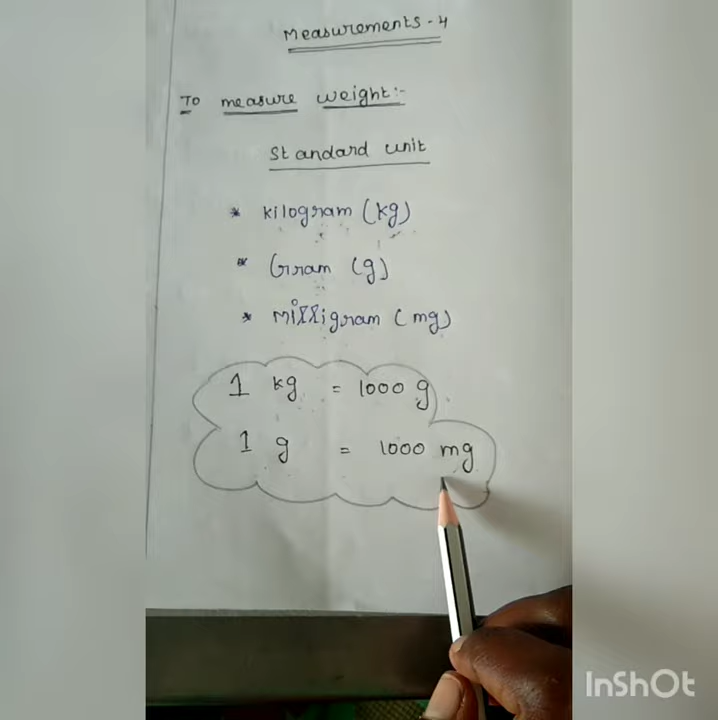 Measurements - 4
To measure weight:-
Standard unit
* kilogram (kg)
* Gram (g)
* Milligram (mg)
1 kg = 1000 g
1 g = 1000 mg
InShOt